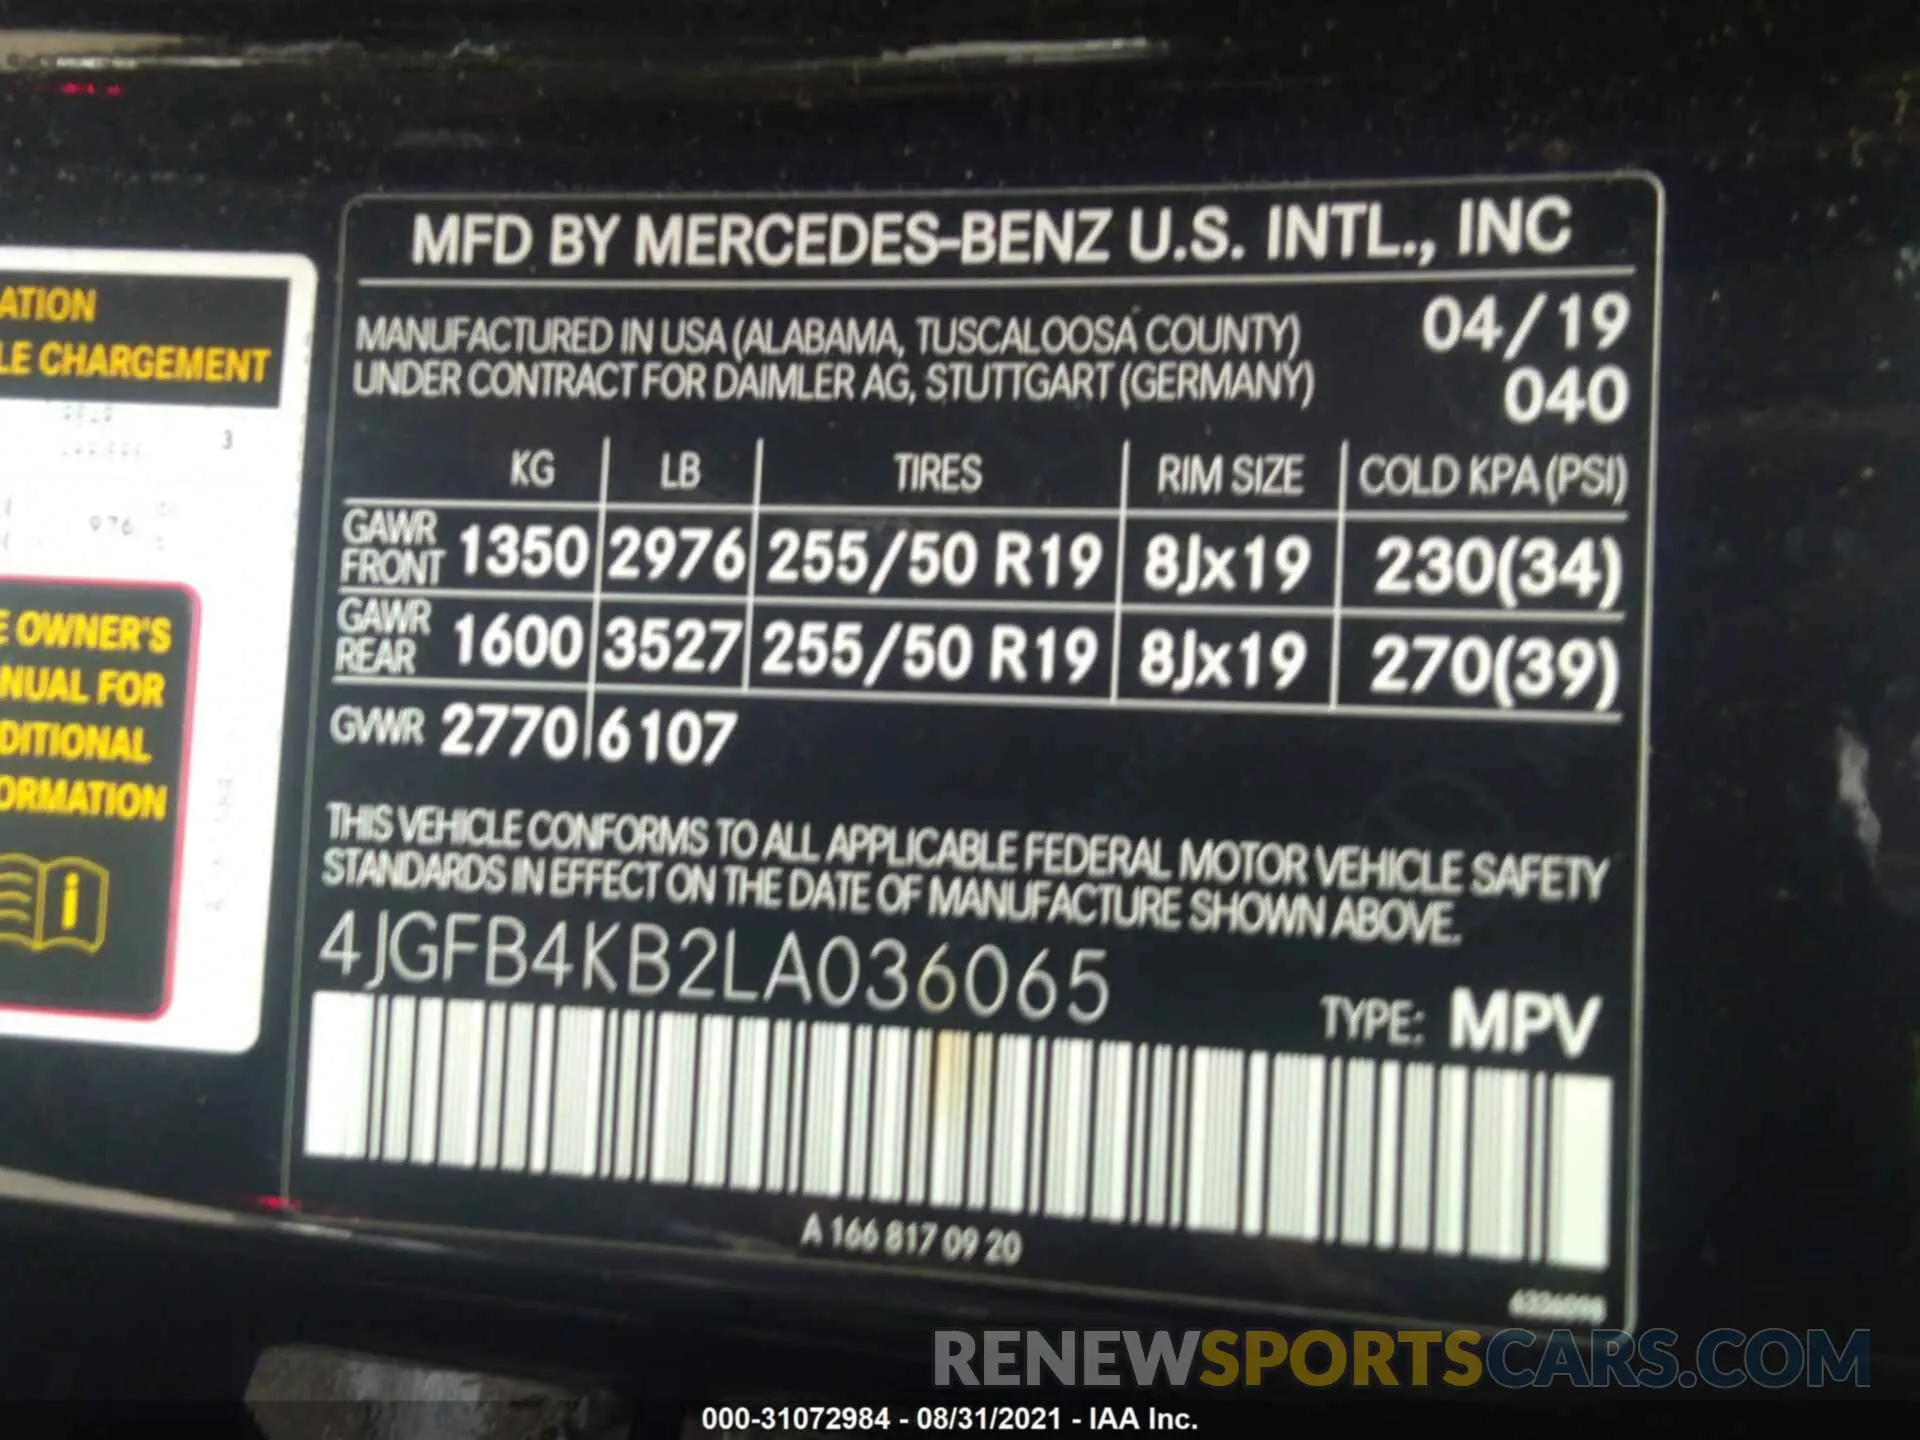 MFD BY MERCEDES-BENZ U.S. INTL., INC
MANUFACTURED IN USA (ALABAMA, TUSCALOOSA COUNTY) 04/19
UNDER CONTRACT FOR DAIMLER AG, STUTTGART (GERMANY) 040
KG LB TIRES RIM SIZE COLD KPA (PSI)
GAWR FRONT 1350 2976 255/50 R19 8Jx19 230(34)
GAWR REAR 1600 3527 255/50 R19 8Jx19 270(39)
GVWR 2770 6107
THIS VEHICLE CONFORMS TO ALL APPLICABLE FEDERAL MOTOR VEHICLE SAFETY
STANDARDS IN EFFECT ON THE DATE OF MANUFACTURE SHOWN ABOVE.
4JGFB4KB2LA036065
TYPE: MPV
A 166 817 09 20
ATION
LE CHARGEMENT
3
976
E OWNER'S
NUAL FOR
DITIONAL
ORMATION
i
RENEWSPORTSCARS.COM
000-31072984 - 08/31/2021 - IAA Inc.